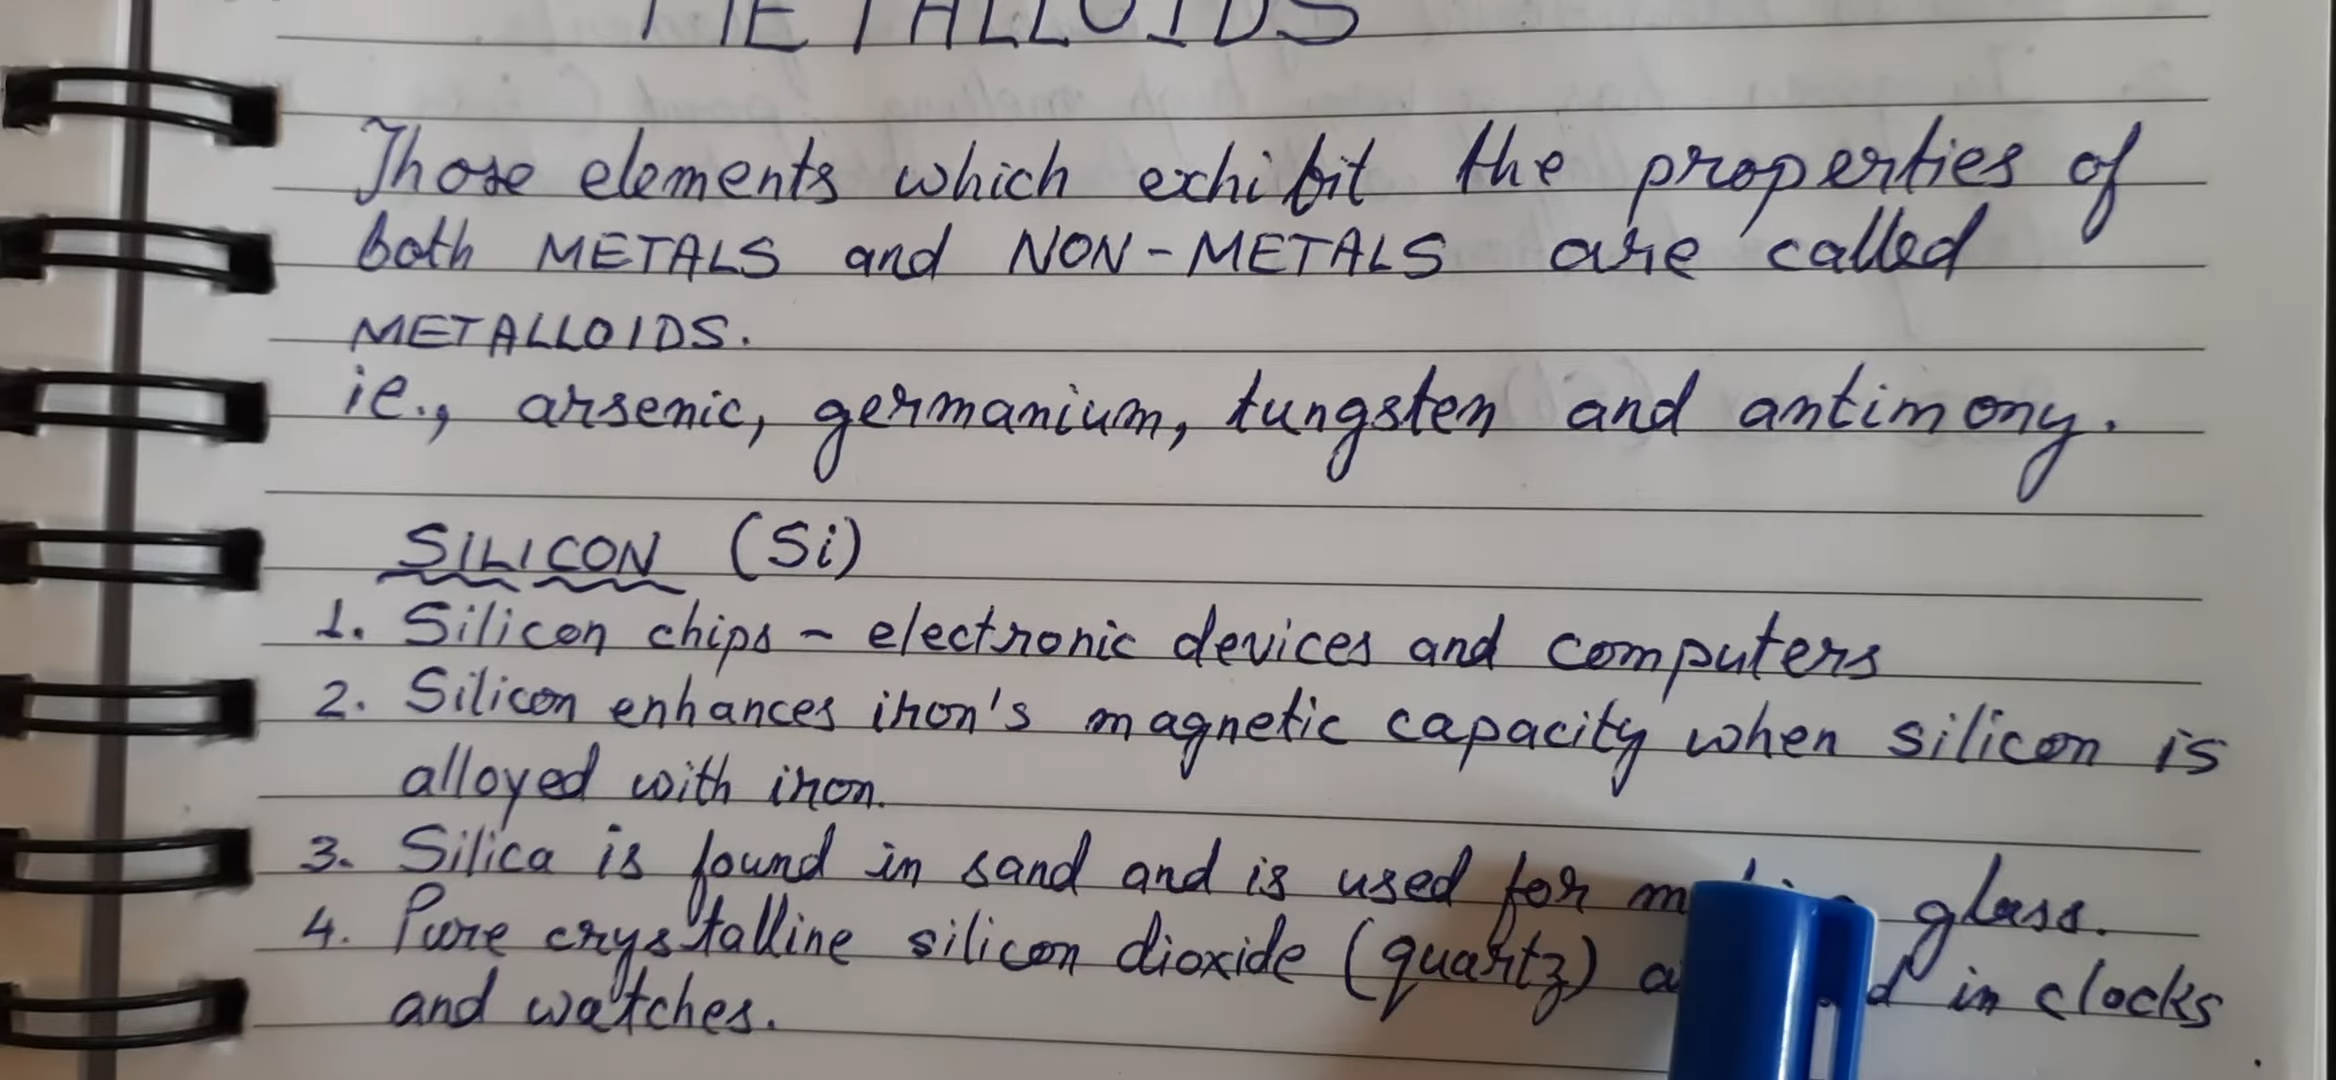 METALLOIDS
Those elements which exhibit the properties of
both METALS and NON-METALS are called
METALLOIDS.
ie., arsenic, germanium, tungsten and antimony.
SILICON (Si)
1. Silicon chips - electronic devices and computers
2. Silicon enhances iron's magnetic capacity when silicon is
alloyed with iron.
3. Silica is found in sand and is used for glass.
4. Pure crystalline silicon dioxide (quartz) in clocks
and watches.